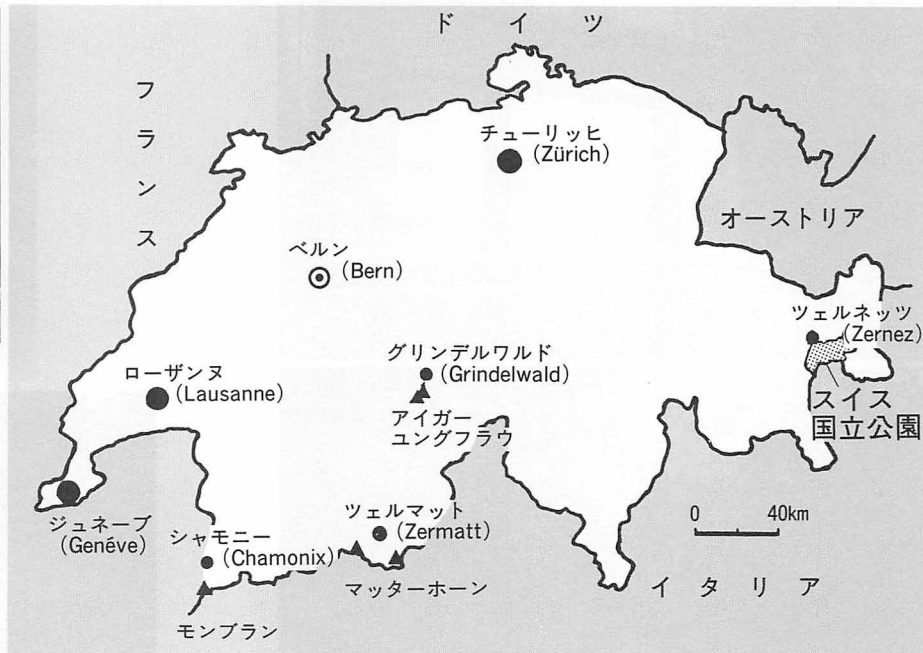 ドイツ
フランス
チューリッヒ
(Zürich)
オーストリア
ベルン
(Bern)
ツェルネッツ
(Zernez)
グリンデルワルド
(Grindelwald)
ローザンヌ
(Lausanne)
アイガー
ユングフラウ
スイス
国立公園
ジュネーブ
(Genéve)
シャモニー
(Chamonix)
ツェルマット
(Zermatt)
0 40km
マッターホーン
イタリア
モンブラン